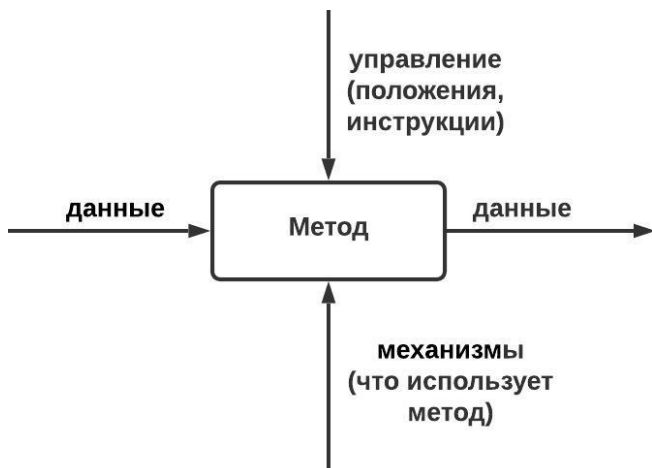 управление
(положения,
инструкции)
данные
Метод
данные
механизмы
(что использует
метод)